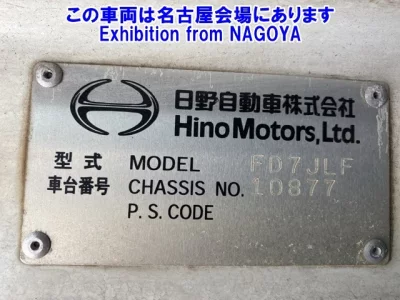 この車両は名古屋会場にあります
Exhibition from NAGOYA
日野自動車株式会社
Hino Motors, Ltd.
型式 MODEL FD7JLF
車台番号 CHASSIS NO. 10877
P.S. CODE